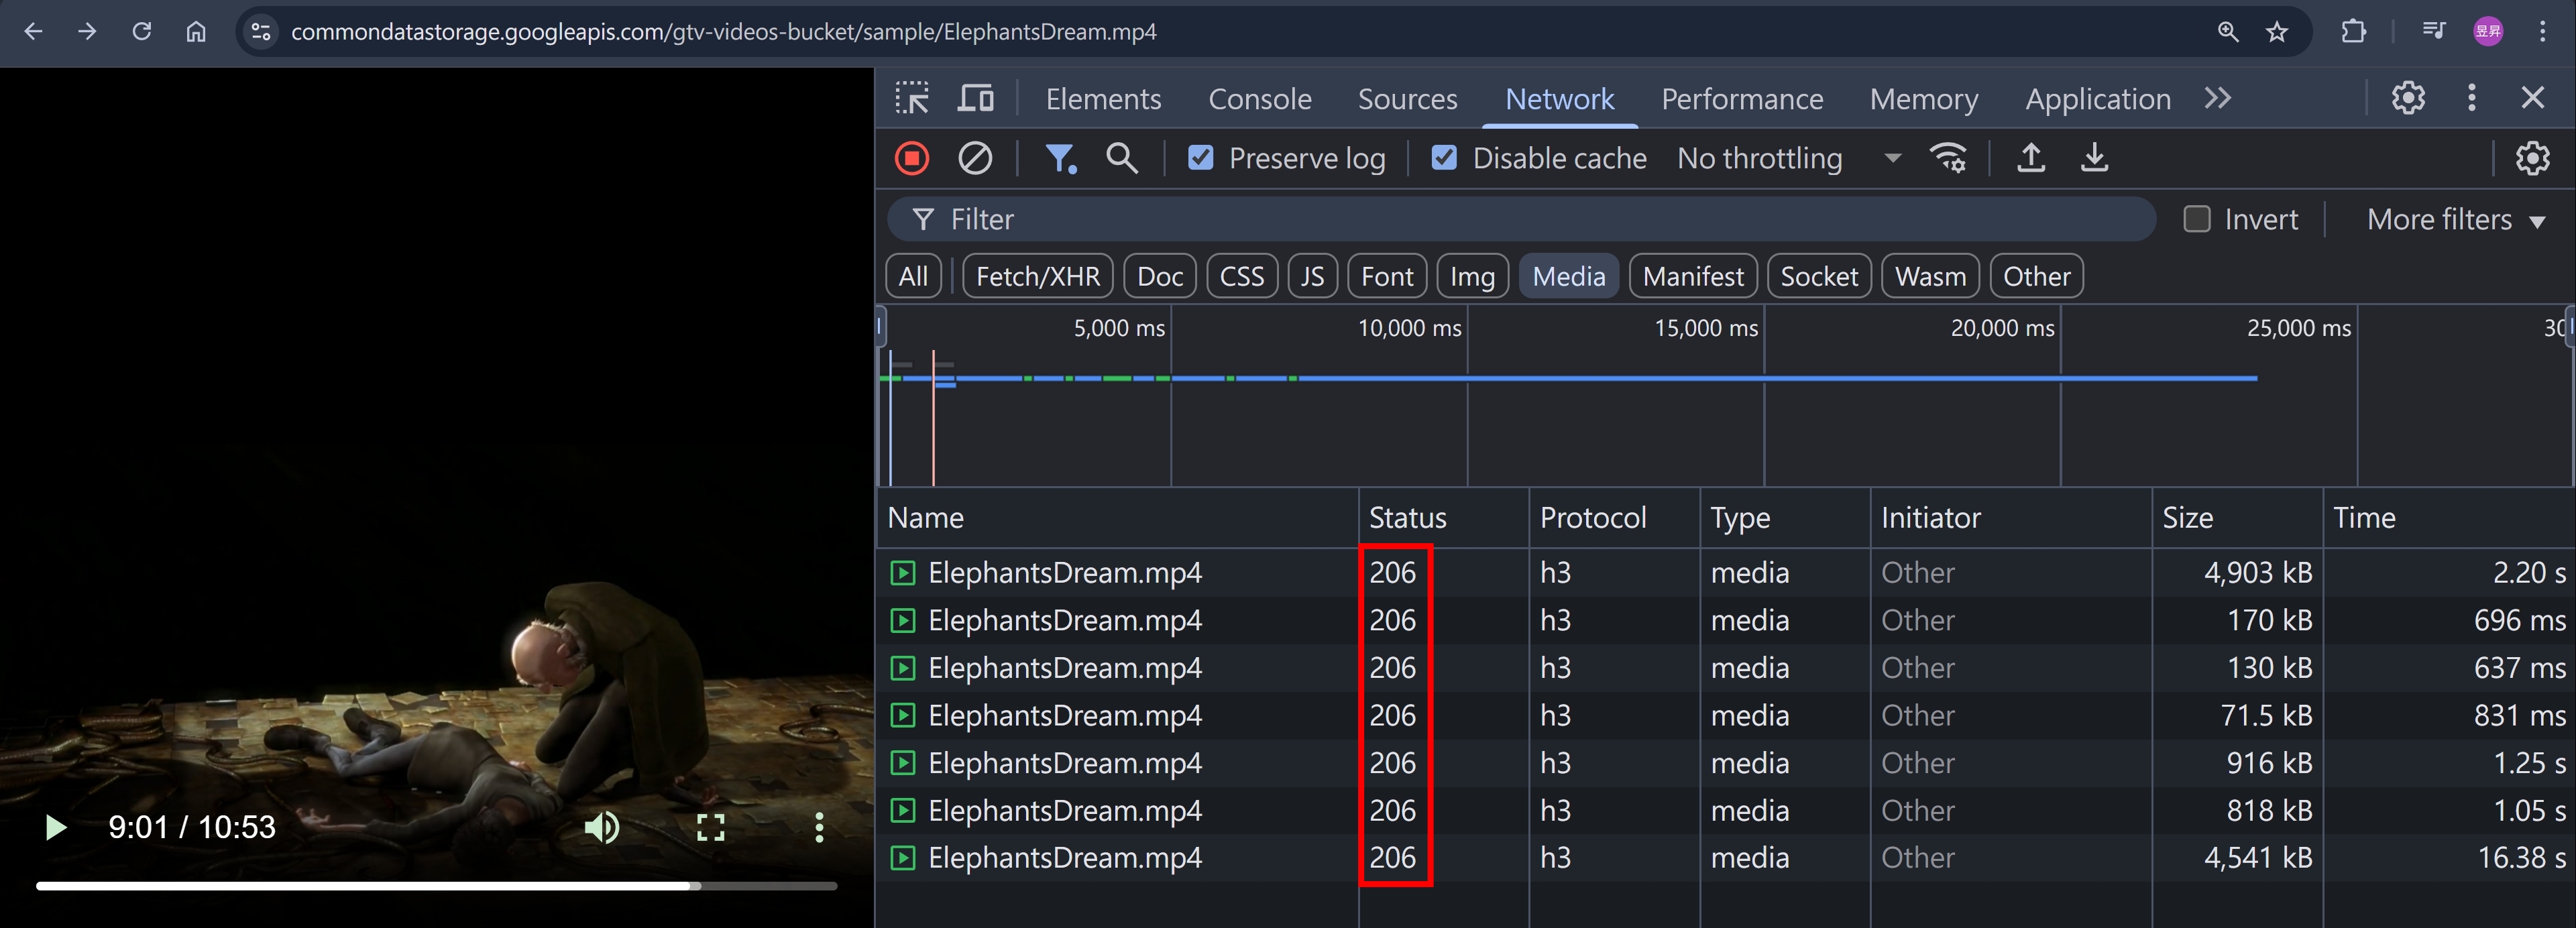 commondatastorage.googleapis.com/gtv-videos-bucket/sample/ElephantsDream.mp4
昱昇
Elements Console Sources Network Performance Memory Application
Preserve log Disable cache No throttling
Filter Invert More filters
All Fetch/XHR Doc CSS JS Font Img Media Manifest Socket Wasm Other
5,000 ms 10,000 ms 15,000 ms 20,000 ms 25,000 ms 30
Name Status Protocol Type Initiator Size Time
ElephantsDream.mp4 206 h3 media Other 4,903 kB 2.20 s
ElephantsDream.mp4 206 h3 media Other 170 kB 696 ms
ElephantsDream.mp4 206 h3 media Other 130 kB 637 ms
ElephantsDream.mp4 206 h3 media Other 71.5 kB 831 ms
ElephantsDream.mp4 206 h3 media Other 916 kB 1.25 s
ElephantsDream.mp4 206 h3 media Other 818 kB 1.05 s
ElephantsDream.mp4 206 h3 media Other 4,541 kB 16.38 s
9:01 / 10:53